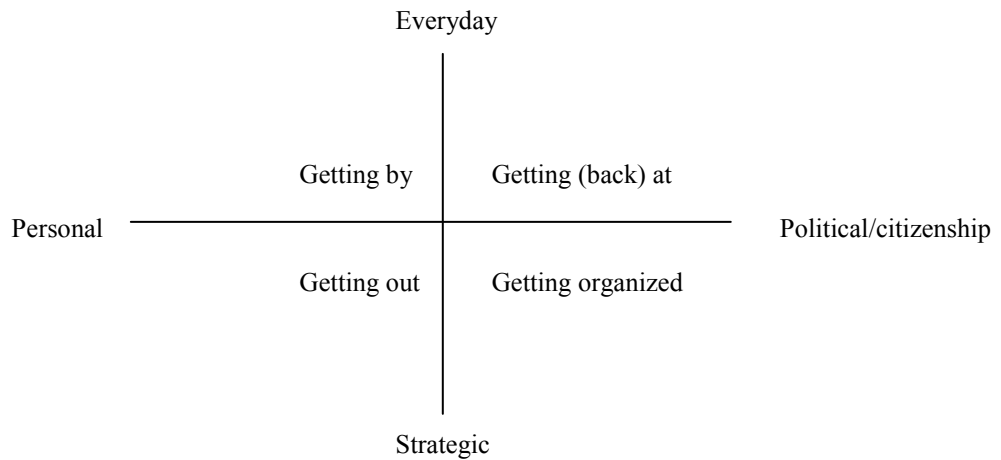 Everyday
Getting by Getting (back) at
Personal Political/citizenship
Getting out Getting organized
Strategic